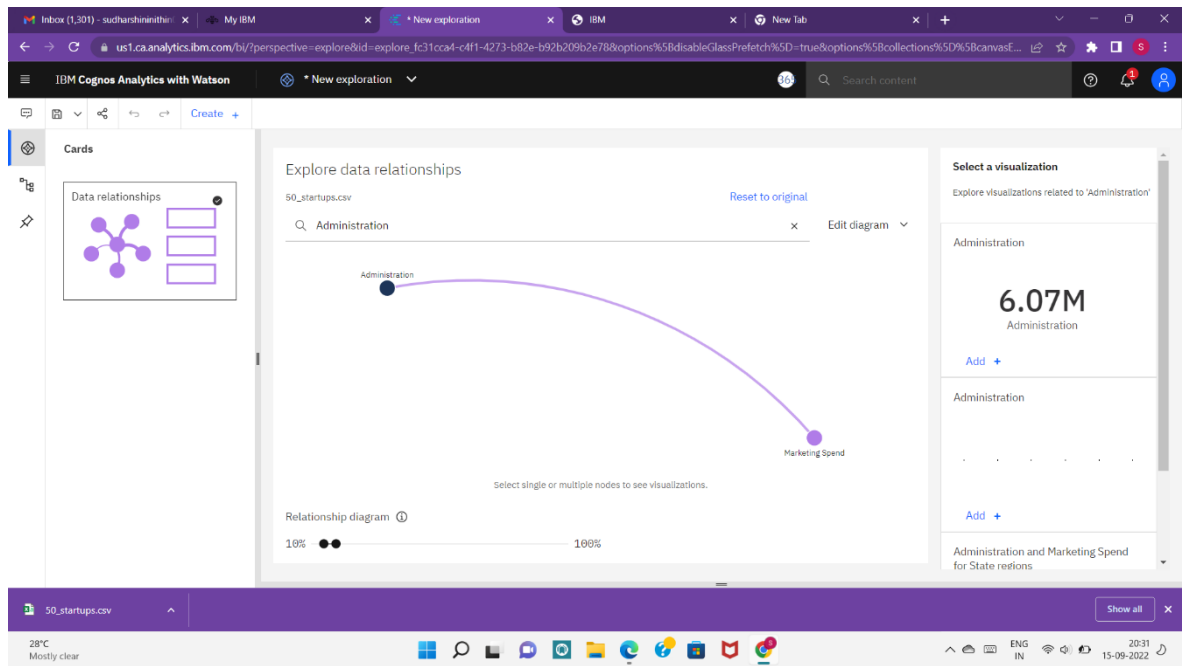 Inbox (1,301) - sudharshininithin
My IBM
* New exploration
IBM
New Tab
us1.ca.analytics.ibm.com/bi/?perspective=explore&id=explore_fc31cca4-c4f1-4273-b82e-b92b209b2e78&options%5BdisableGlassPrefetch%5D=true&options%5Bcollections%5D%5BcanvasE...
S
IBM Cognos Analytics with Watson
* New exploration
Search content
1
Create +
Cards
Data relationships
Explore data relationships
50_startups.csv
Reset to original
Administration
Edit diagram
Administration
Marketing Spend
Select single or multiple nodes to see visualizations.
Relationship diagram
10%
100%
Select a visualization
Explore visualizations related to 'Administration'
Administration
6.07M
Administration
Add +
Administration
Add +
Administration and Marketing Spend
for State regions
50_startups.csv
Show all
28°C
Mostly clear
ENG
IN
20:31
15-09-2022